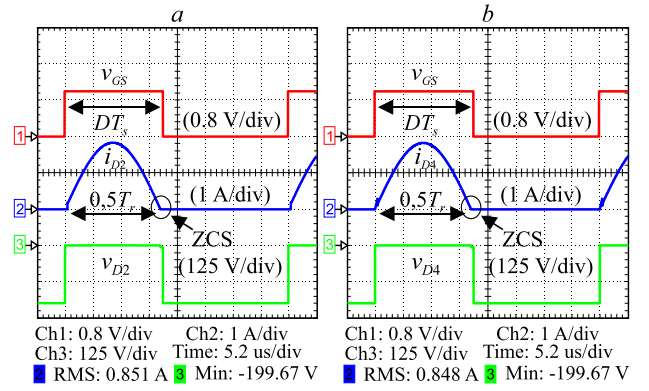 a
b
v_GS
v_GS
(0.8 V/div)
(0.8 V/div)
1
1
DT_s
DT_s
i_D2
i_D4
0.5T_r
(1 A/div)
0.5T_r
(1 A/div)
2
2
ZCS
ZCS
3
3
v_D2
(125 V/div)
v_D4
(125 V/div)
Ch1: 0.8 V/div Ch2: 1 A/div
Ch3: 125 V/div Time: 5.2 us/div
2 RMS: 0.851 A 3 Min: -199.67 V
Ch1: 0.8 V/div Ch2: 1 A/div
Ch3: 125 V/div Time: 5.2 us/div
2 RMS: 0.848 A 3 Min: -199.67 V